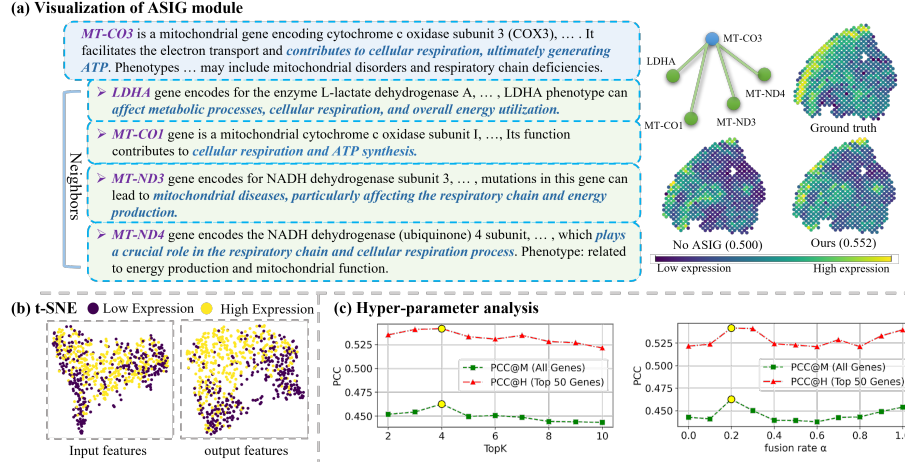 (a) Visualization of ASIG module
MT-CO3 is a mitochondrial gene encoding cytochrome c oxidase subunit 3 (COX3), … . It
facilitates the electron transport and contributes to cellular respiration, ultimately generating
ATP. Phenotypes … may include mitochondrial disorders and respiratory chain deficiencies.
Neighbors
➢ LDHA gene encodes for the enzyme L-lactate dehydrogenase A, … , LDHA phenotype can
affect metabolic processes, cellular respiration, and overall energy utilization.
➢ MT-CO1 gene is a mitochondrial cytochrome c oxidase subunit I, …, Its function
contributes to cellular respiration and ATP synthesis.
➢ MT-ND3 gene encodes for NADH dehydrogenase subunit 3, … , mutations in this gene can
lead to mitochondrial diseases, particularly affecting the respiratory chain and energy
production.
➢ MT-ND4 gene encodes the NADH dehydrogenase (ubiquinone) 4 subunit, … , which plays
a crucial role in the respiratory chain and cellular respiration process. Phenotype: related
to energy production and mitochondrial function.
MT-CO3
LDHA
MT-ND4
MT-ND3
MT-CO1
Ground truth
No ASIG (0.500)
Ours (0.552)
Low expression
High expression
(b) t-SNE
Low Expression
High Expression
Input features
output features
(c) Hyper-parameter analysis
PCC
0.525
0.500
0.475
0.450
PCC@M (All Genes)
PCC@H (Top 50 Genes)
2 4 6 8 10
TopK
PCC
0.525
0.500
0.475
0.450
PCC@M (All Genes)
PCC@H (Top 50 Genes)
0.0 0.2 0.4 0.6 0.8 1.0
fusion rate α